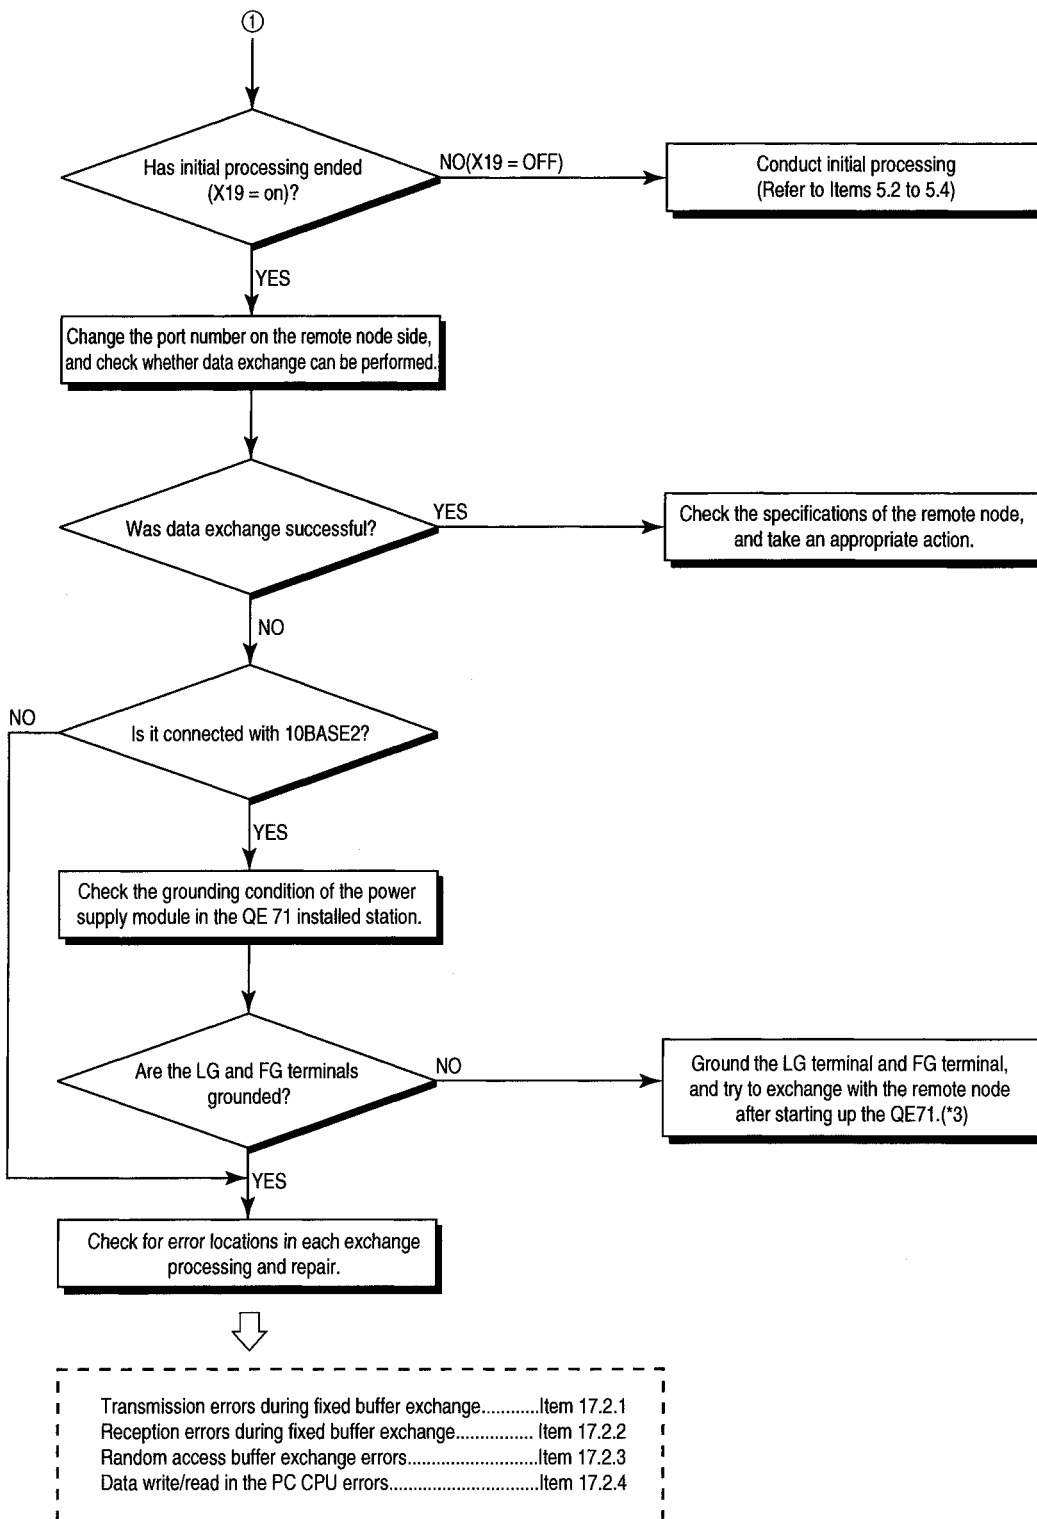 ①
Has initial processing ended
(X19 = on)?
NO(X19 = OFF)
Conduct initial processing
(Refer to Items 5.2 to 5.4)
YES
Change the port number on the remote node side,
and check whether data exchange can be performed.
Was data exchange successful?
YES
Check the specifications of the remote node,
and take an appropriate action.
NO
Is it connected with 10BASE2?
NO
YES
Check the grounding condition of the power
supply module in the QE 71 installed station.
Are the LG and FG terminals
grounded?
NO
Ground the LG terminal and FG terminal,
and try to exchange with the remote node
after starting up the QE71.(*3)
YES
Check for error locations in each exchange
processing and repair.
Transmission errors during fixed buffer exchange............Item 17.2.1
Reception errors during fixed buffer exchange................ Item 17.2.2
Random access buffer exchange errors...........................Item 17.2.3
Data write/read in the PC CPU errors...............................Item 17.2.4